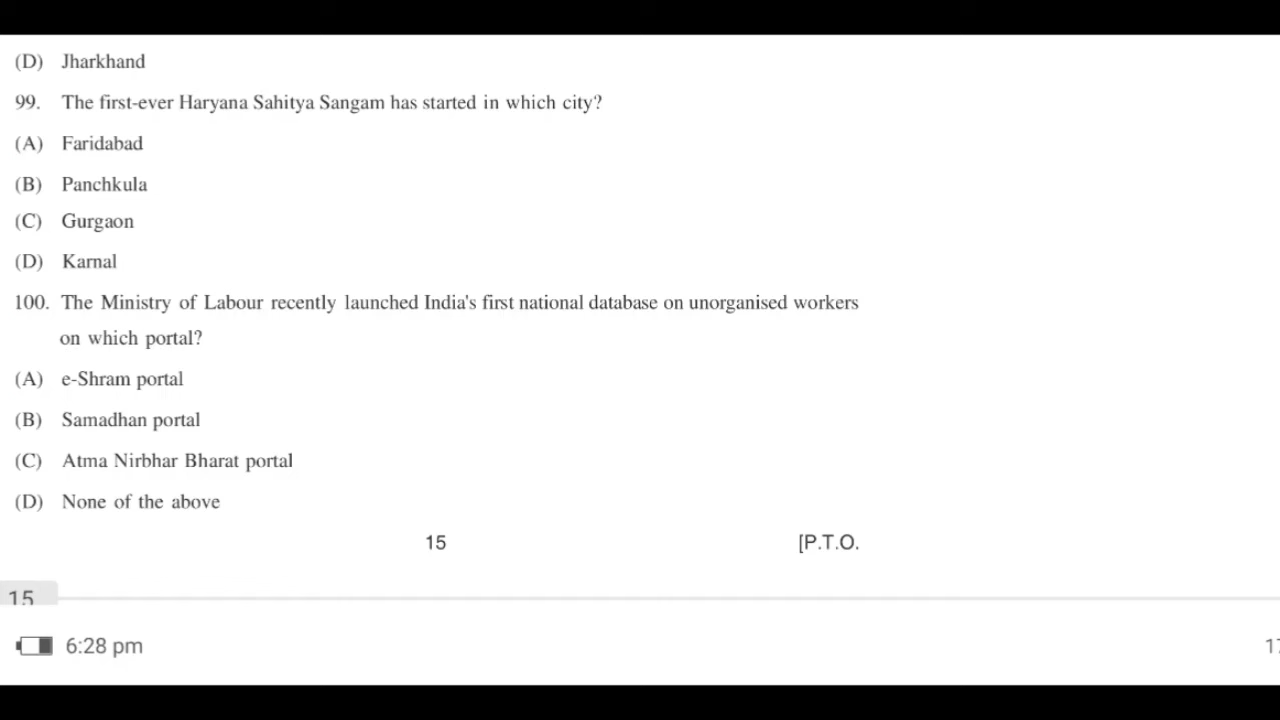 (D) Jharkhand
99. The first-ever Haryana Sahitya Sangam has started in which city?
(A) Faridabad
(B) Panchkula
(C) Gurgaon
(D) Karnal
100. The Ministry of Labour recently launched India's first national database on unorganised workers
on which portal?
(A) e-Shram portal
(B) Samadhan portal
(C) Atma Nirbhar Bharat portal
(D) None of the above
15 [P.T.O.
15
6:28 pm